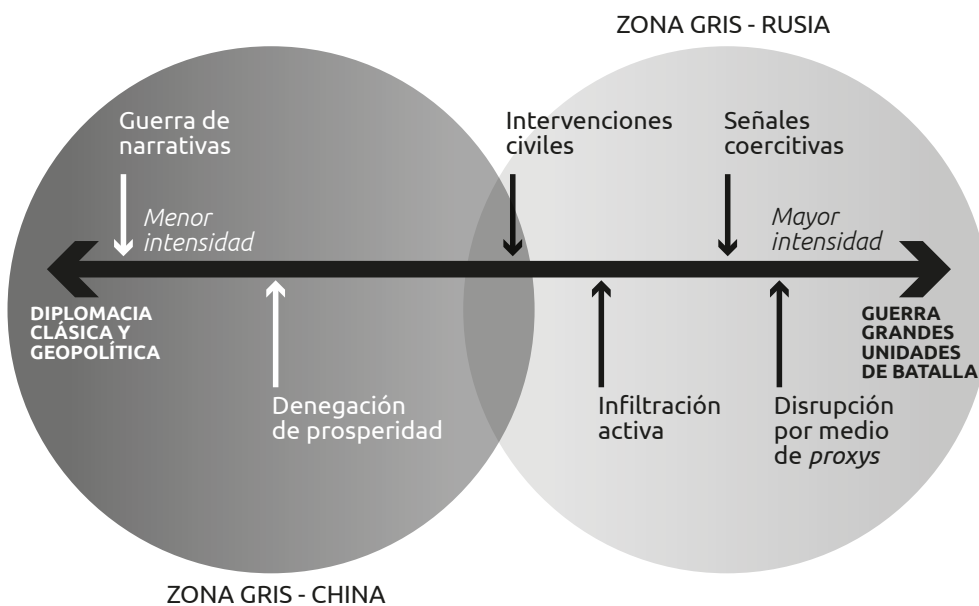 ZONA GRIS - RUSIA
Guerra de
narrativas
Intervenciones
civiles
Señales
coercitivas
Menor
intensidad
Mayor
intensidad
DIPLOMACIA
CLÁSICA Y
GEOPOLÍTICA
GUERRA
GRANDES
UNIDADES
DE BATALLA
Denegación
de prosperidad
Infiltración
activa
Disrupción
por medio
de proxys
ZONA GRIS - CHINA